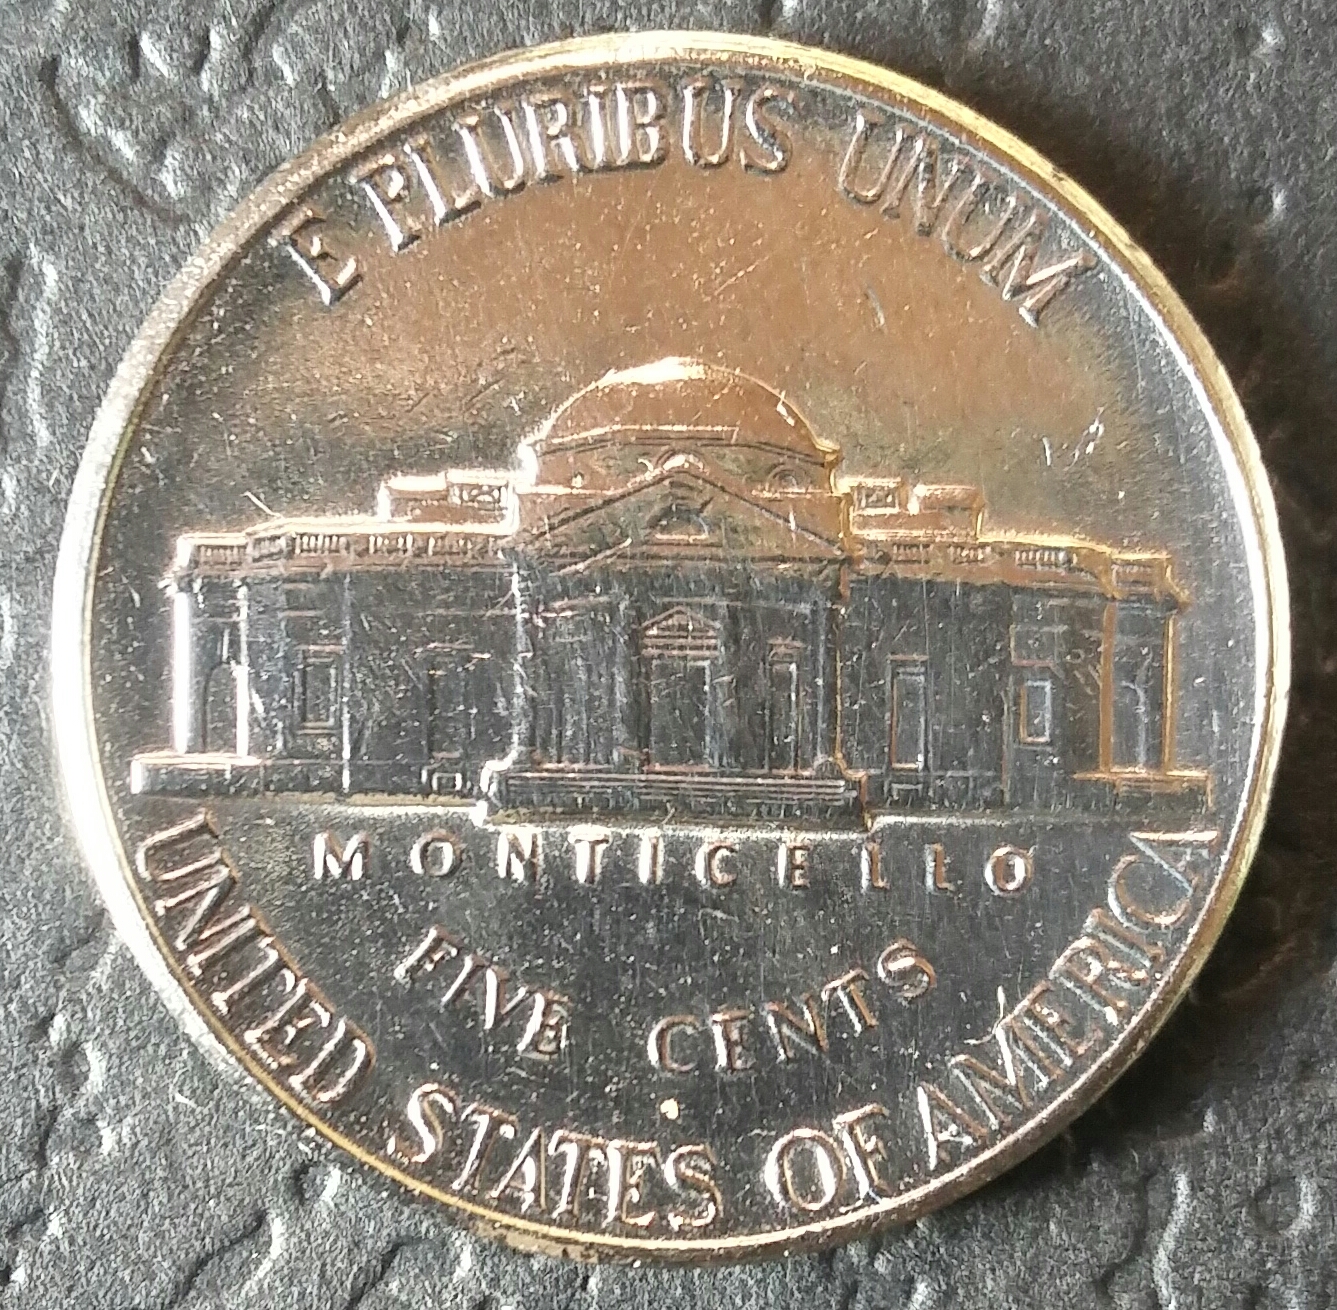 E PLURIBUS UNUM
MONTICELLO
FIVE CENTS
UNITED STATES OF AMERICA